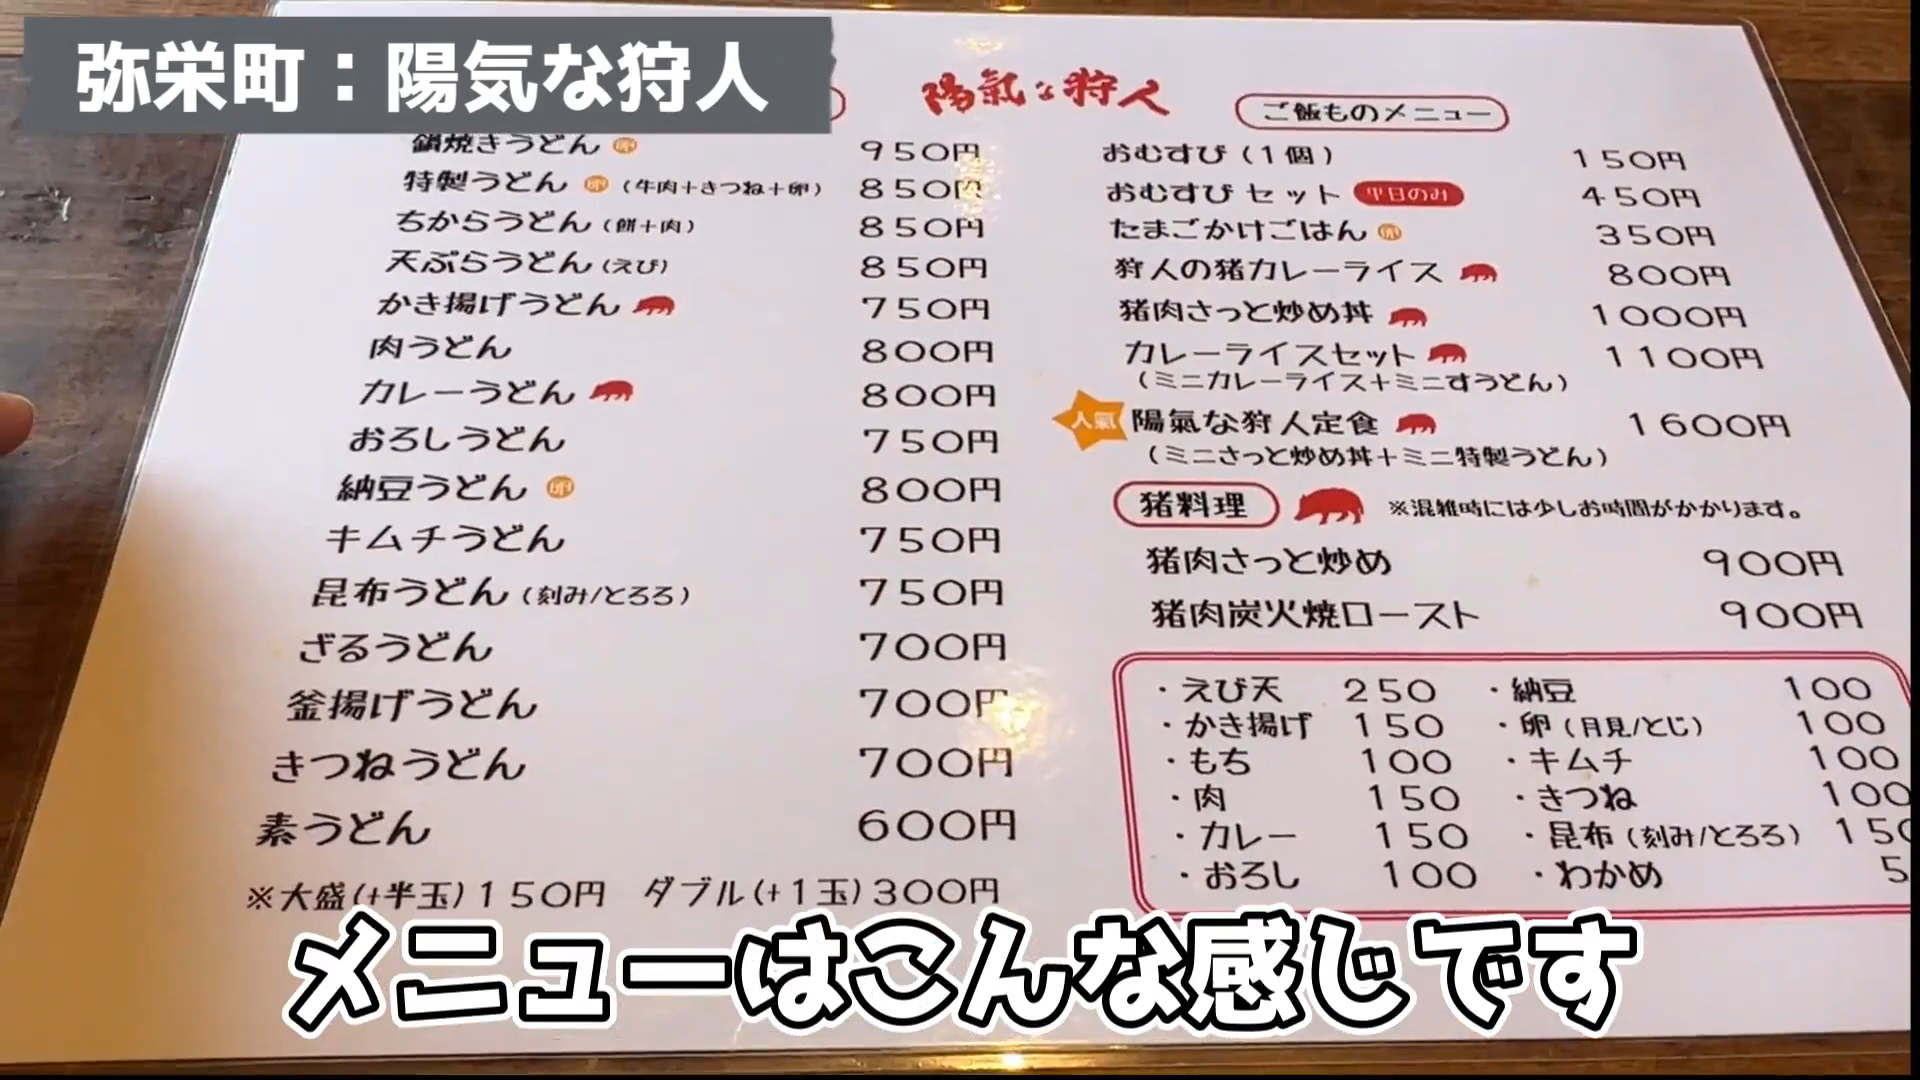 弥栄町：陽気な狩人
陽氣な狩人
鍋焼きうどん 卵 950円
特製うどん 卵 (牛肉+きつね+卵) 850円
ちからうどん (餅+肉) 850円
天ぷらうどん (えび) 850円
かき揚げうどん 750円
肉うどん 800円
カレーうどん 800円
おろしうどん 750円
納豆うどん 卵 800円
キムチうどん 750円
昆布うどん (刻み/とろろ) 750円
ざるうどん 700円
釜揚げうどん 700円
きつねうどん 700円
素うどん 600円
※大盛(+半玉)150円 ダブル(+1玉)300円
ご飯ものメニュー
おむすび (1個) 150円
おむすびセット 平日のみ 450円
たまごかけごはん 卵 350円
狩人の猪カレーライス 800円
猪肉さっと炒め丼 1000円
カレーライスセット 1100円
(ミニカレーライス+ミニすうどん)
人氣 陽氣な狩人定食 1600円
(ミニさっと炒め丼+ミニ特製うどん)
猪料理 ※混雑時には少しお時間がかかります。
猪肉さっと炒め 900円
猪肉炭火焼ロースト 900円
・えび天 250 ・納豆 100
・かき揚げ 150 ・卵 (月見/とじ) 100
・もち 100 ・キムチ 100
・肉 150 ・きつね 100
・カレー 150 ・昆布 (刻み/とろろ) 150
・おろし 100 ・わかめ 5
メニューはこんな感じです